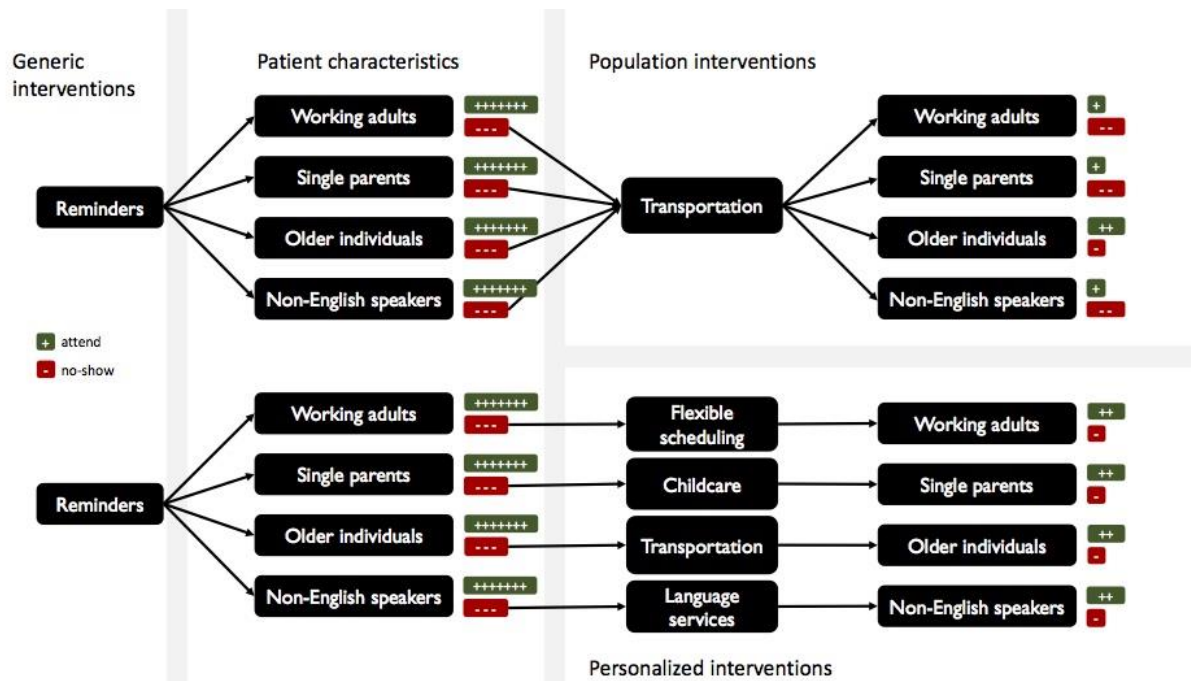 Generic
interventions
Patient characteristics
Population interventions
Reminders
Working adults
+++++++
---
Single parents
+++++++
---
Older individuals
+++++++
---
Non-English speakers
+++++++
---
Transportation
Working adults
+
--
Single parents
+
--
Older individuals
++
-
Non-English speakers
+
--
+ attend
- no-show
Reminders
Working adults
+++++++
---
Single parents
+++++++
---
Older individuals
+++++++
---
Non-English speakers
+++++++
---
Flexible
scheduling
Childcare
Transportation
Language
services
Working adults
++
-
Single parents
++
-
Older individuals
++
-
Non-English speakers
++
-
Personalized interventions